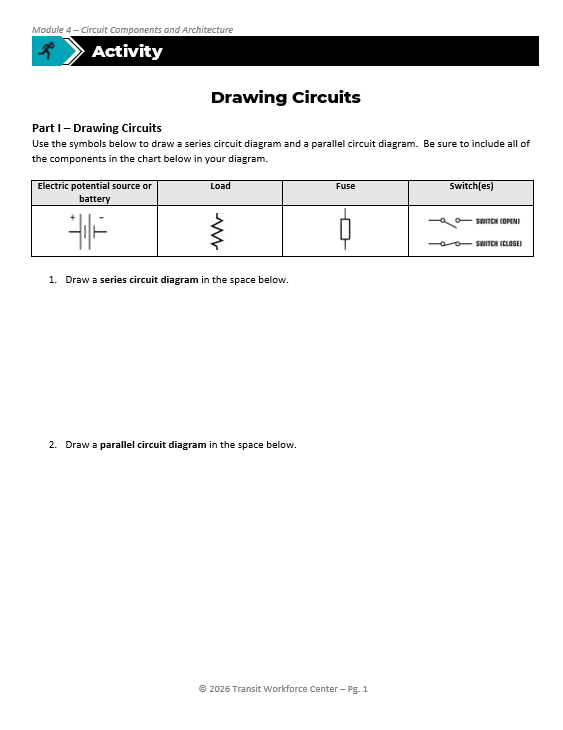 Module 4 – Circuit Components and Architecture
Activity
Drawing Circuits
Part I – Drawing Circuits
Use the symbols below to draw a series circuit diagram and a parallel circuit diagram.  Be sure to include all of
the components in the chart below in your diagram.
Electric potential source or
battery
Load
Fuse
Switch(es)
+ –
SWITCH (OPEN)
SWITCH (CLOSE)
1. Draw a series circuit diagram in the space below.
2. Draw a parallel circuit diagram in the space below.
© 2026 Transit Workforce Center – Pg. 1